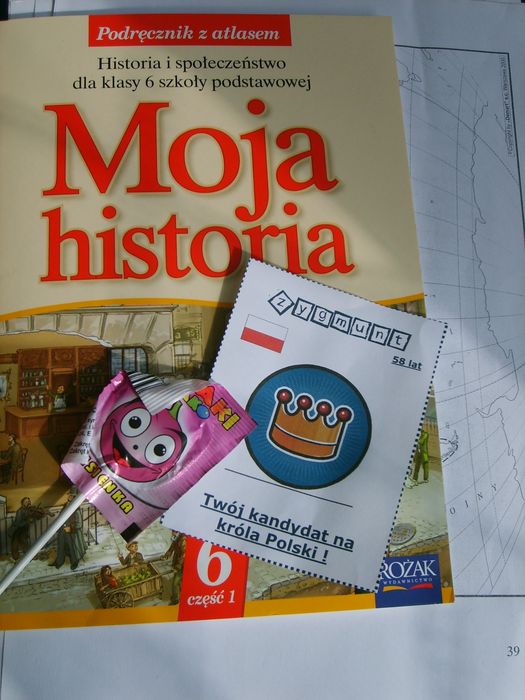 Podręcznik z atlasem
Historia i społeczeństwo
dla klasy 6 szkoły podstawowej
Moja
historia
zygmunt
58 lat
Twój kandydat na
króla Polski !
6
część 1
ROŻAK
WYDAWNICTWO
39